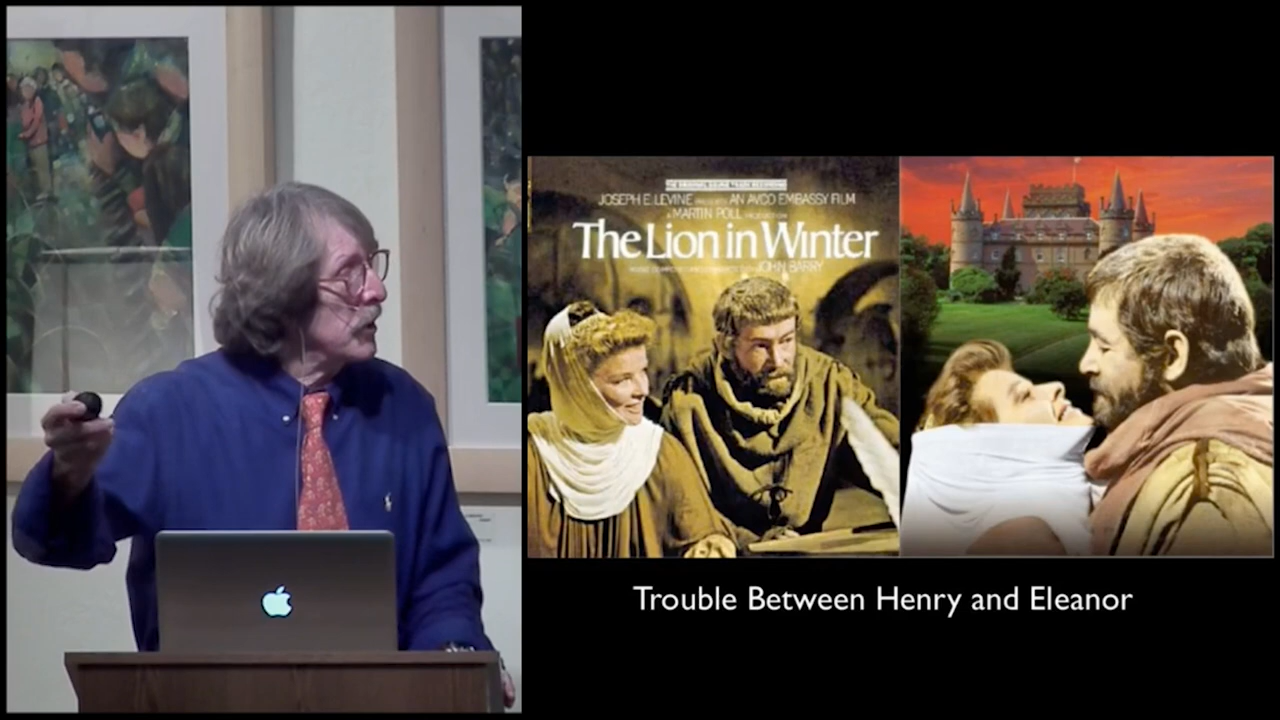 THE ORIGINAL SOUND TRACK RECORDING
JOSEPH E. LEVINE PRESENTS AN AVCO EMBASSY FILM
A MARTIN POLL PRODUCTION
The Lion in Winter
JOHN BARRY
Trouble Between Henry and Eleanor